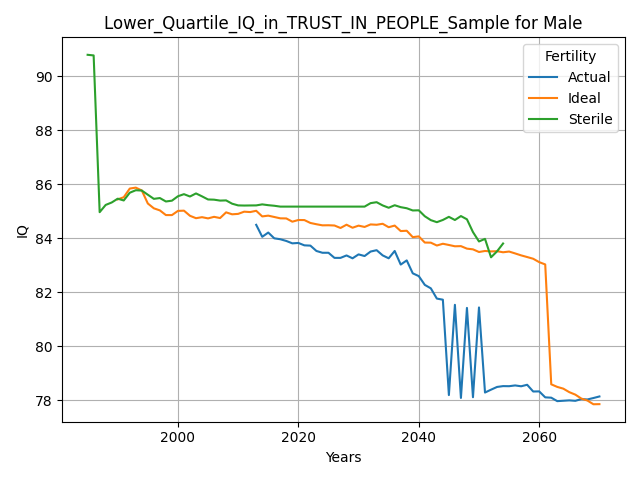 Lower_Quartile_IQ_in_TRUST_IN_PEOPLE_Sample for Male
Fertility
Actual
Ideal
Sterile
IQ
90
88
86
84
82
80
78
2000
2020
2040
2060
Years